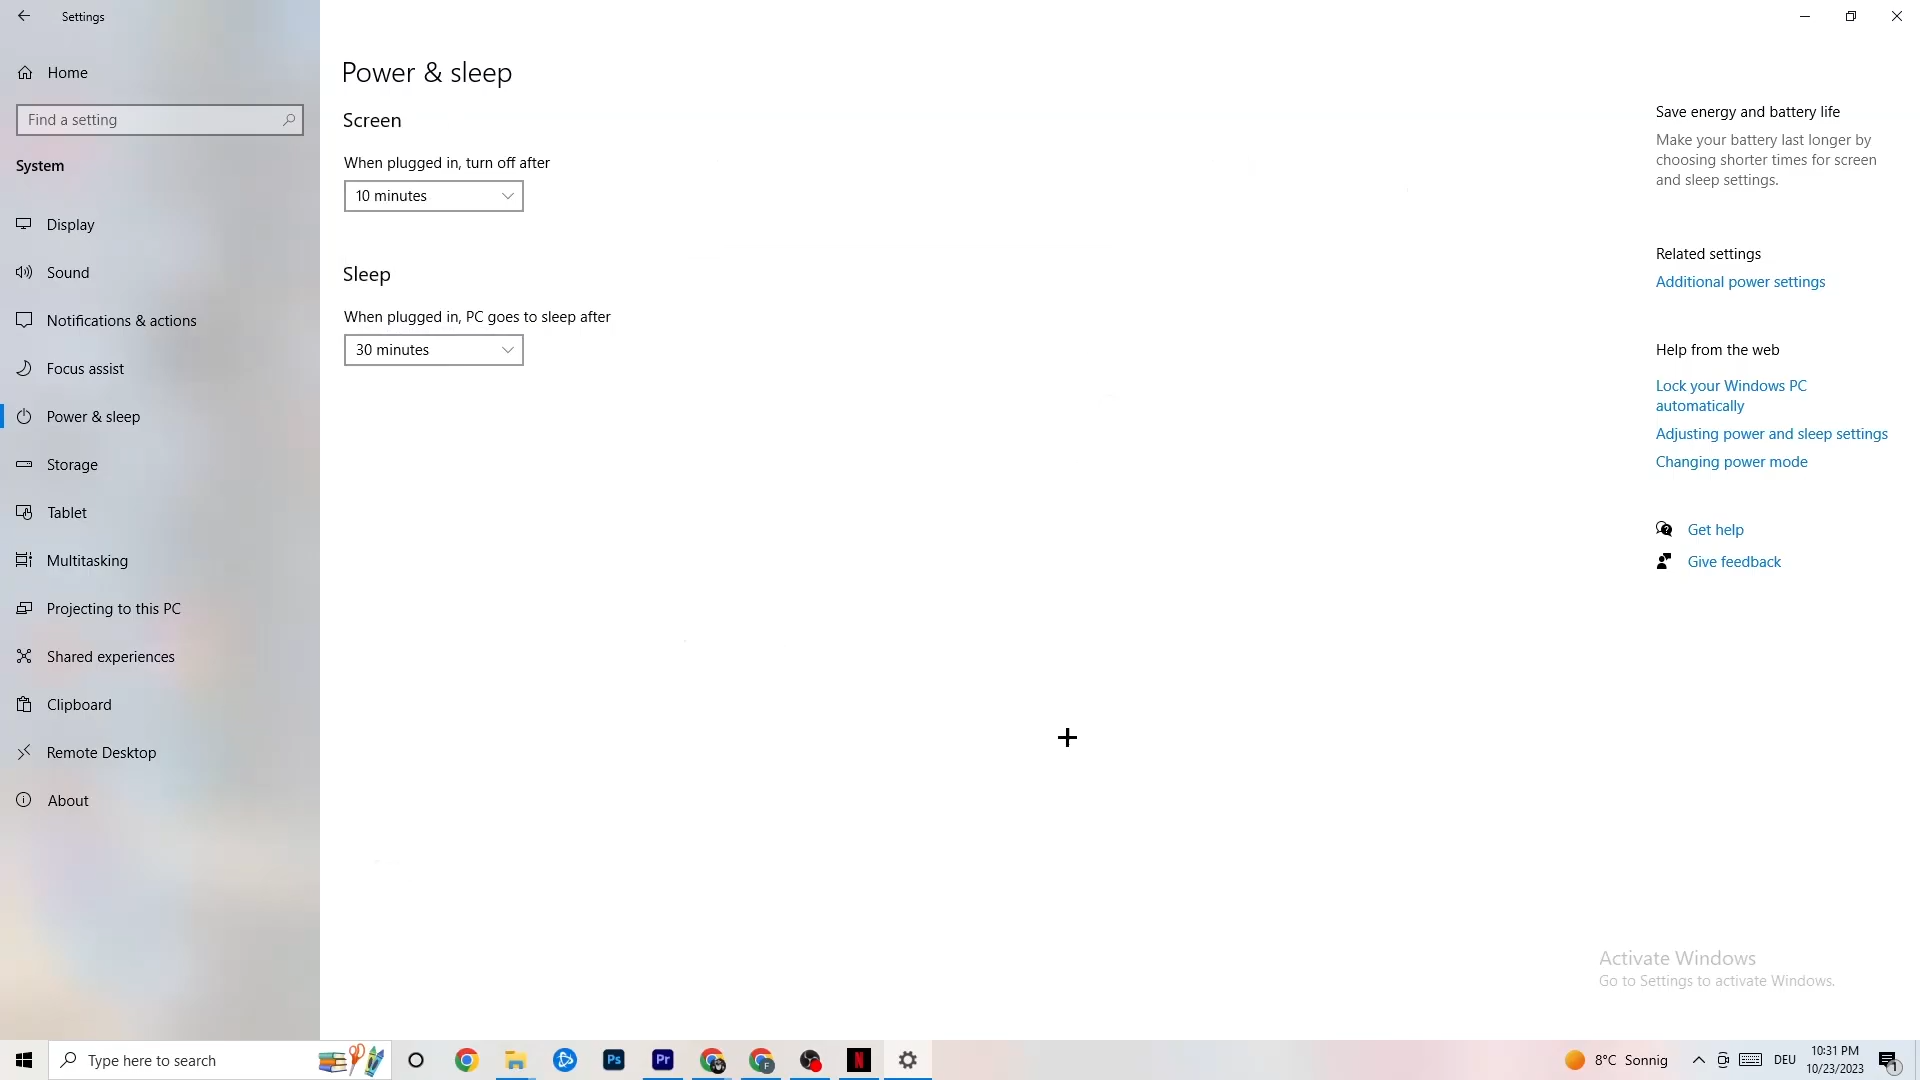 Settings
Home
Find a setting
System
Display
Sound
Notifications & actions
Focus assist
Power & sleep
Storage
Tablet
Multitasking
Projecting to this PC
Shared experiences
Clipboard
Remote Desktop
About
Power & sleep
Screen
When plugged in, turn off after
10 minutes
Sleep
When plugged in, PC goes to sleep after
30 minutes
Save energy and battery life
Make your battery last longer by
choosing shorter times for screen
and sleep settings.
Related settings
Additional power settings
Help from the web
Lock your Windows PC
automatically
Adjusting power and sleep settings
Changing power mode
Get help
Give feedback
Activate Windows
Go to Settings to activate Windows.
Type here to search
Ps
Pr
F
N
8°C Sonnig
DEU
10:31 PM
10/23/2023
1